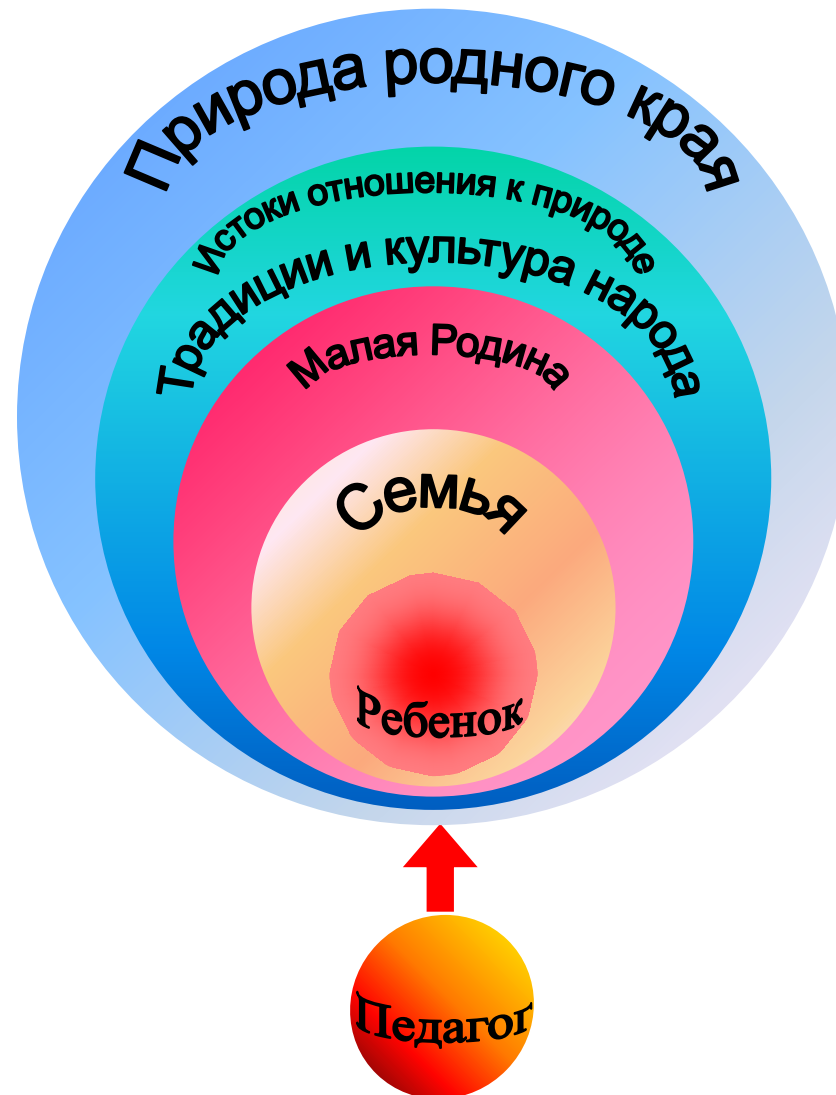 Природа родного края
Истоки отношения к природе
Традиции и культура народа
Малая Родина
Семья
Ребенок
Педагог